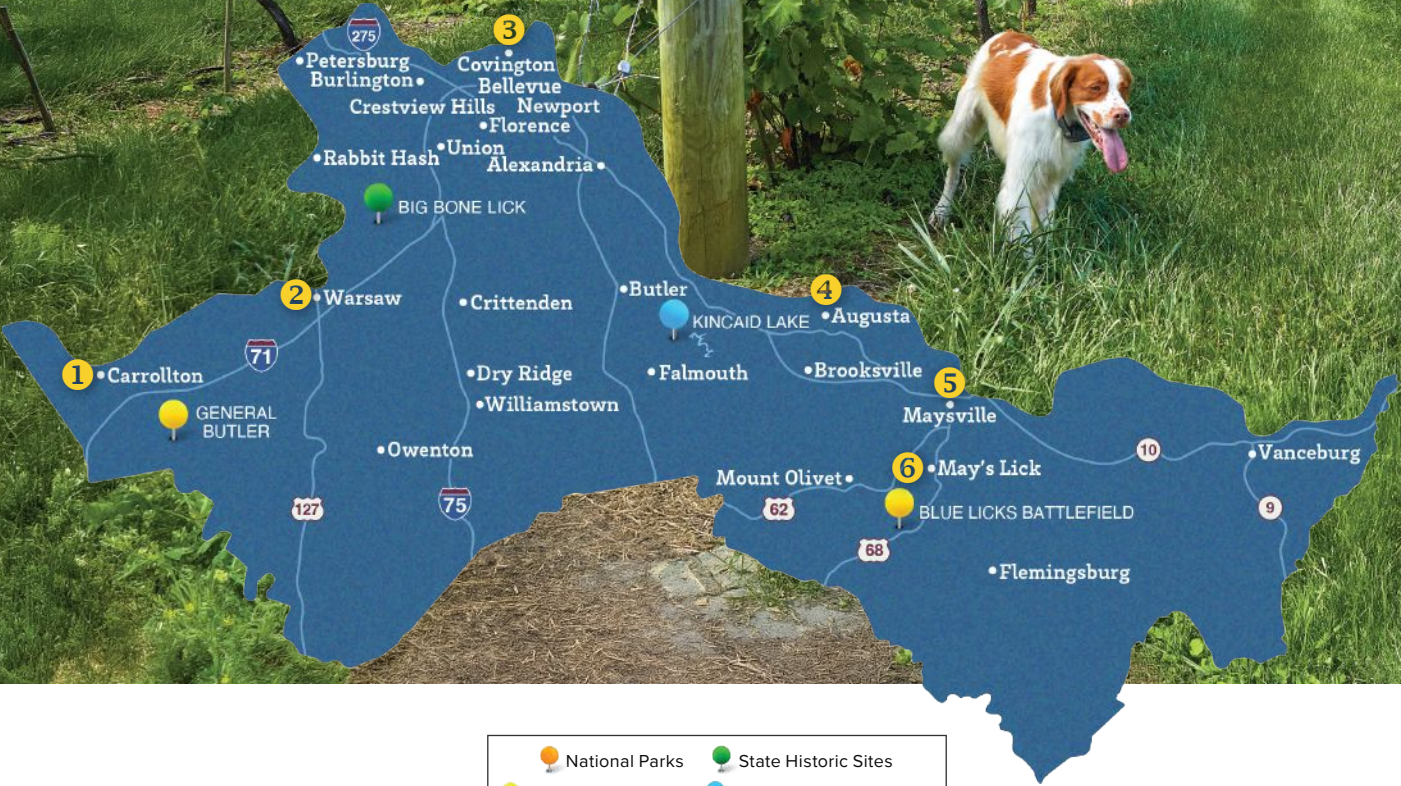 275
3
Petersburg
Covington
Burlington
Bellevue
Crestview Hills
Newport
Florence
Union
Rabbit Hash
Alexandria
BIG BONE LICK
2
Warsaw
Crittenden
Butler
4
KINCAID LAKE
Augusta
71
1
Carrollton
Dry Ridge
Falmouth
Brooksville
5
Williamstown
GENERAL
BUTLER
Maysville
Owenton
10
Vanceburg
6
May's Lick
Mount Olivet
127
75
62
BLUE LICKS BATTLEFIELD
9
68
Flemingsburg
National Parks
State Historic Sites